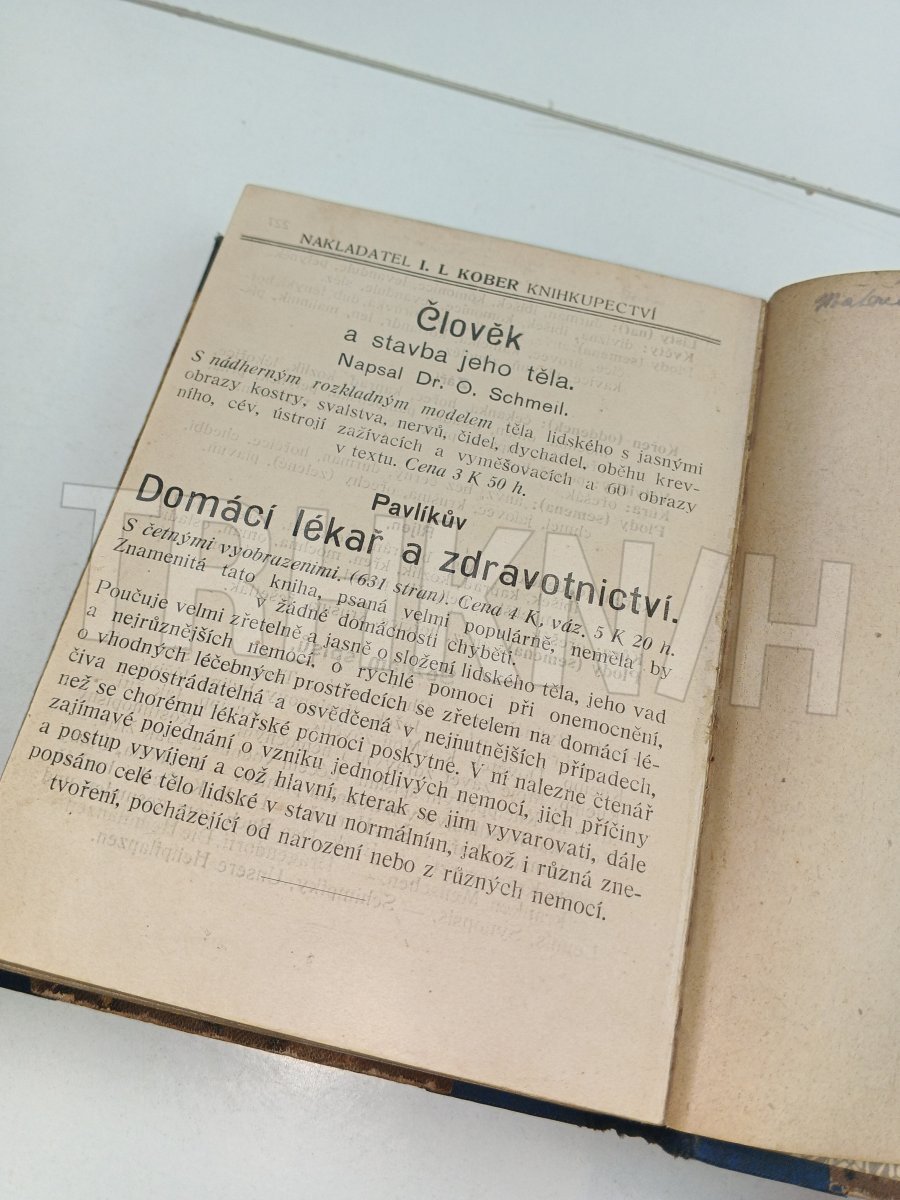 NAKLADATEL I. L KOBER KNIHKUPECTVÍ
Člověk
a stavba jeho těla.
Napsal Dr. O. Schmeil.
S nádherným rozkladným modelem těla lidského s jasnými
obrazy kostry, svalstva, nervů, čidel, dychadel, oběhu krev-
ního, cév, ústrojí zažívacích a vyměšovacích a 60 obrazy
v textu. Cena 3 K 50 h.
Pavlíkův
Domácí lékař a zdravotnictví.
S četnými vyobrazeními. (631 stran). Cena 4 K, váz. 5 K 20 h.
Znamenitá tato kniha, psaná velmi populárně, neměla by
v žádné domácnosti chyběti.
Poučuje velmi zřetelně a jasně o složení lidského těla, jeho vad
a nejrůznějších nemocí, o rychlé pomoci při onemocnění,
o vhodných léčebných prostředcích se zřetelem na domácí lé-
čiva nepostrádatelná a osvědčená v nejnutnějších případech,
než se chorému lékařské pomoci poskytne. V ní nalezne čtenář
zajímavé pojednání o vzniku jednotlivých nemocí, jich příčiny
a postup vyvíjení a což hlavní, kterak se jim vyvarovati, dále
popsáno celé tělo lidské v stavu normálním, jakož i různá zne-
tvoření, pocházející od narození nebo z různých nemocí.
TRHKNIH